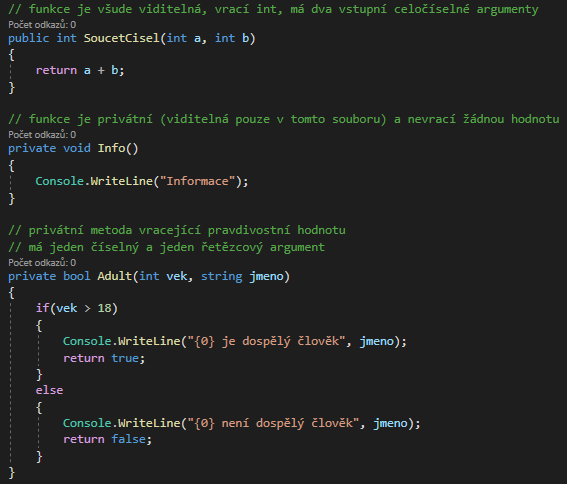 // funkce je všude viditelná, vrací int, má dva vstupní celočíselné argumenty
Počet odkazů: 0
public int SoucetCisel(int a, int b)
{
return a + b;
}
// funkce je privátní (viditelná pouze v tomto souboru) a nevrací žádnou hodnotu
Počet odkazů: 0
private void Info()
{
Console.WriteLine("Informace");
}
// privátní metoda vracející pravdivostní hodnotu
// má jeden číselný a jeden řetězcový argument
Počet odkazů: 0
private bool Adult(int vek, string jmeno)
{
if(vek > 18)
{
Console.WriteLine("{0} je dospělý člověk", jmeno);
return true;
}
else
{
Console.WriteLine("{0} není dospělý člověk", jmeno);
return false;
}
}